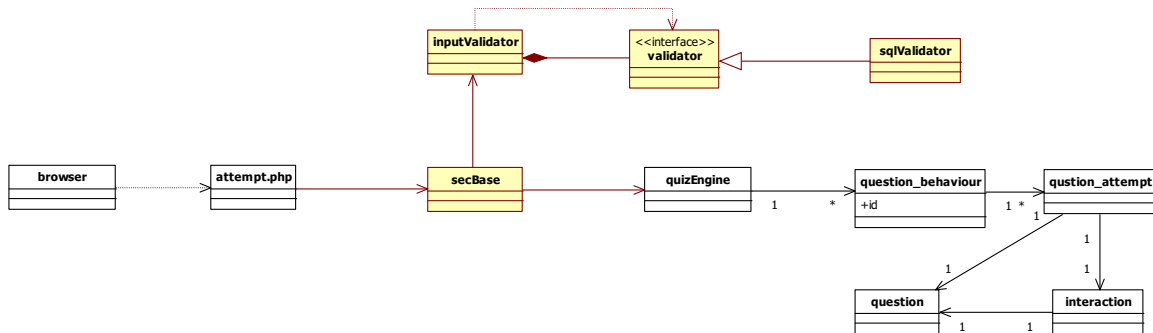 inputValidator
<<interface>>
validator
sqlValidator
browser
attempt.php
secBase
quizEngine
question_behaviour
+id
qustion_attempt
1
*
1
*
1
1
1
1
question
interaction
1
1